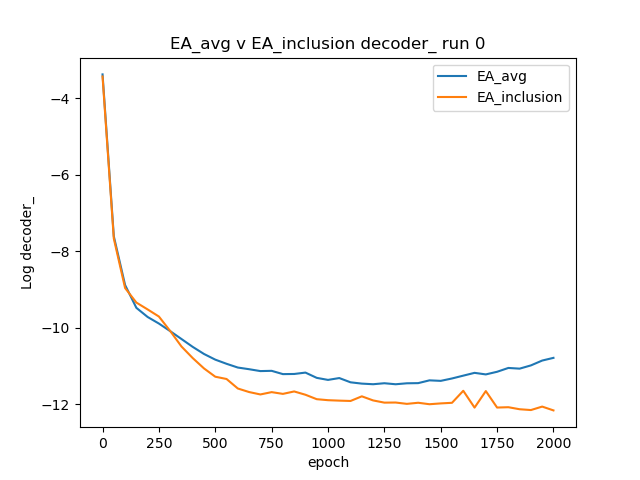 EA_avg v EA_inclusion decoder_ run 0
EA_avg
EA_inclusion
Log decoder_
−4
−6
−8
−10
−12
0 250 500 750 1000 1250 1500 1750 2000
epoch